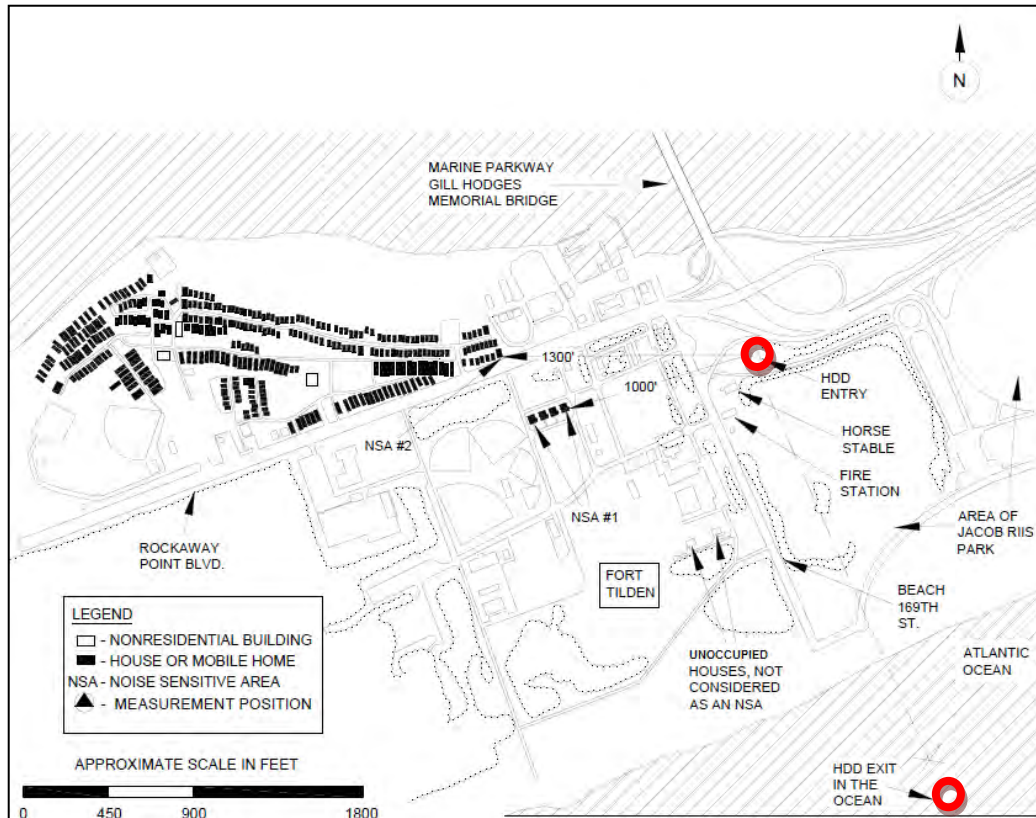 N
MARINE PARKWAY
GILL HODGES
MEMORIAL BRIDGE
1300'
1000'
HDD
ENTRY
HORSE
STABLE
FIRE
STATION
NSA #2
NSA #1
AREA OF
JACOB RIIS
PARK
ROCKAWAY
POINT BLVD.
FORT
TILDEN
BEACH
169TH
ST.
UNOCCUPIED
HOUSES, NOT
CONSIDERED
AS AN NSA
ATLANTIC
OCEAN
LEGEND
- NONRESIDENTIAL BUILDING
- HOUSE OR MOBILE HOME
NSA - NOISE SENSITIVE AREA
- MEASUREMENT POSITION
APPROXIMATE SCALE IN FEET
0 450 900 1800
HDD EXIT
IN THE
OCEAN